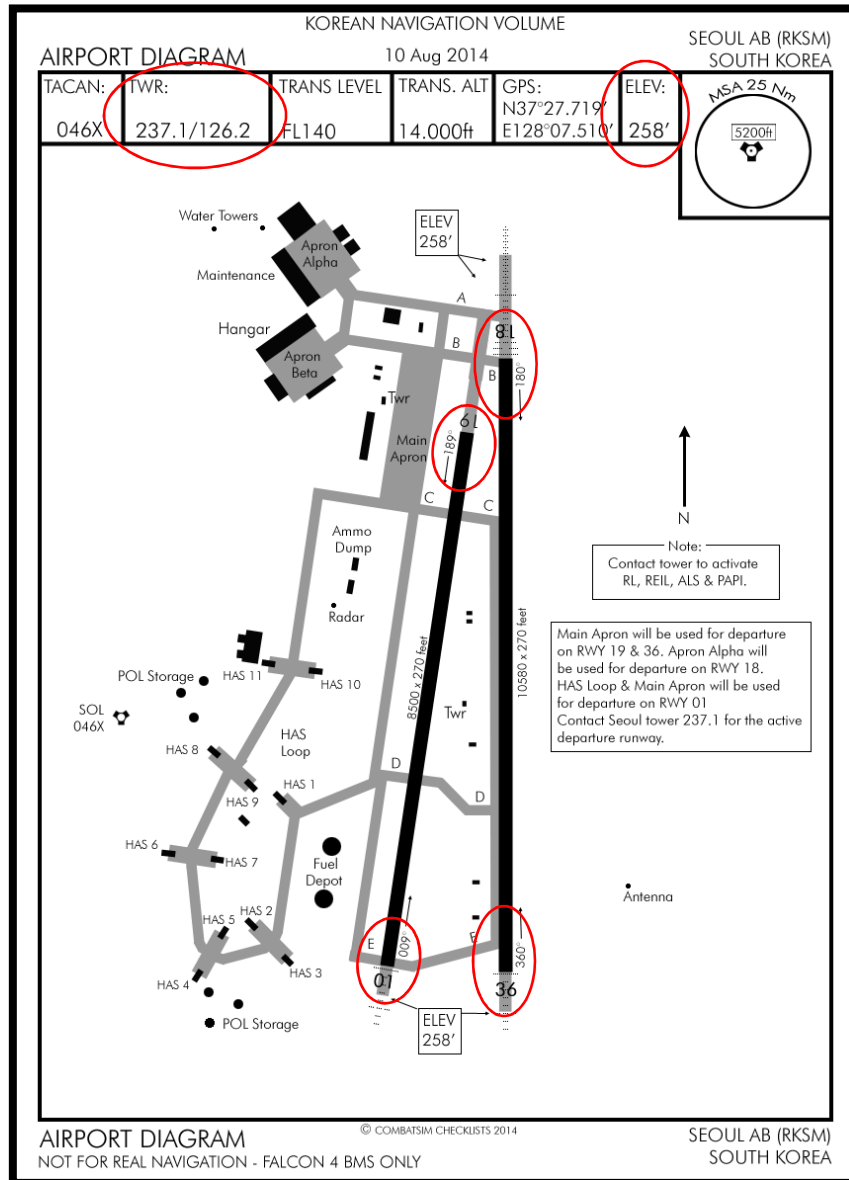 KOREAN NAVIGATION VOLUME
AIRPORT DIAGRAM
10 Aug 2014
SEOUL AB (RKSM)
SOUTH KOREA
TACAN:
046X
TWR:
237.1/126.2
TRANS LEVEL
FL140
TRANS. ALT
14.000ft
GPS:
N37°27.719'
E128°07.510'
ELEV:
258'
MSA 25 Nm
5200ft
Water Towers
Apron
Alpha
Maintenance
Hangar
Apron
Beta
ELEV
258'
A
B
B
18
180°
Twr
Main
Apron
19
189°
C
C
N
Note:
Contact tower to activate
RL, REIL, ALS & PAPI.
Ammo
Dump
Radar
Main Apron will be used for departure
on RWY 19 & 36. Apron Alpha will
be used for departure on RWY 18.
HAS Loop & Main Apron will be used
for departure on RWY 01
Contact Seoul tower 237.1 for the active
departure runway.
8500 x 270 feet
10580 x 270 feet
HAS 11
HAS 10
POL Storage
SOL
046X
HAS
Loop
Twr
HAS 8
HAS 9
HAS 1
D
D
HAS 6
HAS 7
Fuel
Depot
Antenna
HAS 5
HAS 2
HAS 4
HAS 3
E
E
009°
360°
01
36
POL Storage
ELEV
258'
© COMBATSIM CHECKLISTS 2014
AIRPORT DIAGRAM
NOT FOR REAL NAVIGATION - FALCON 4 BMS ONLY
SEOUL AB (RKSM)
SOUTH KOREA